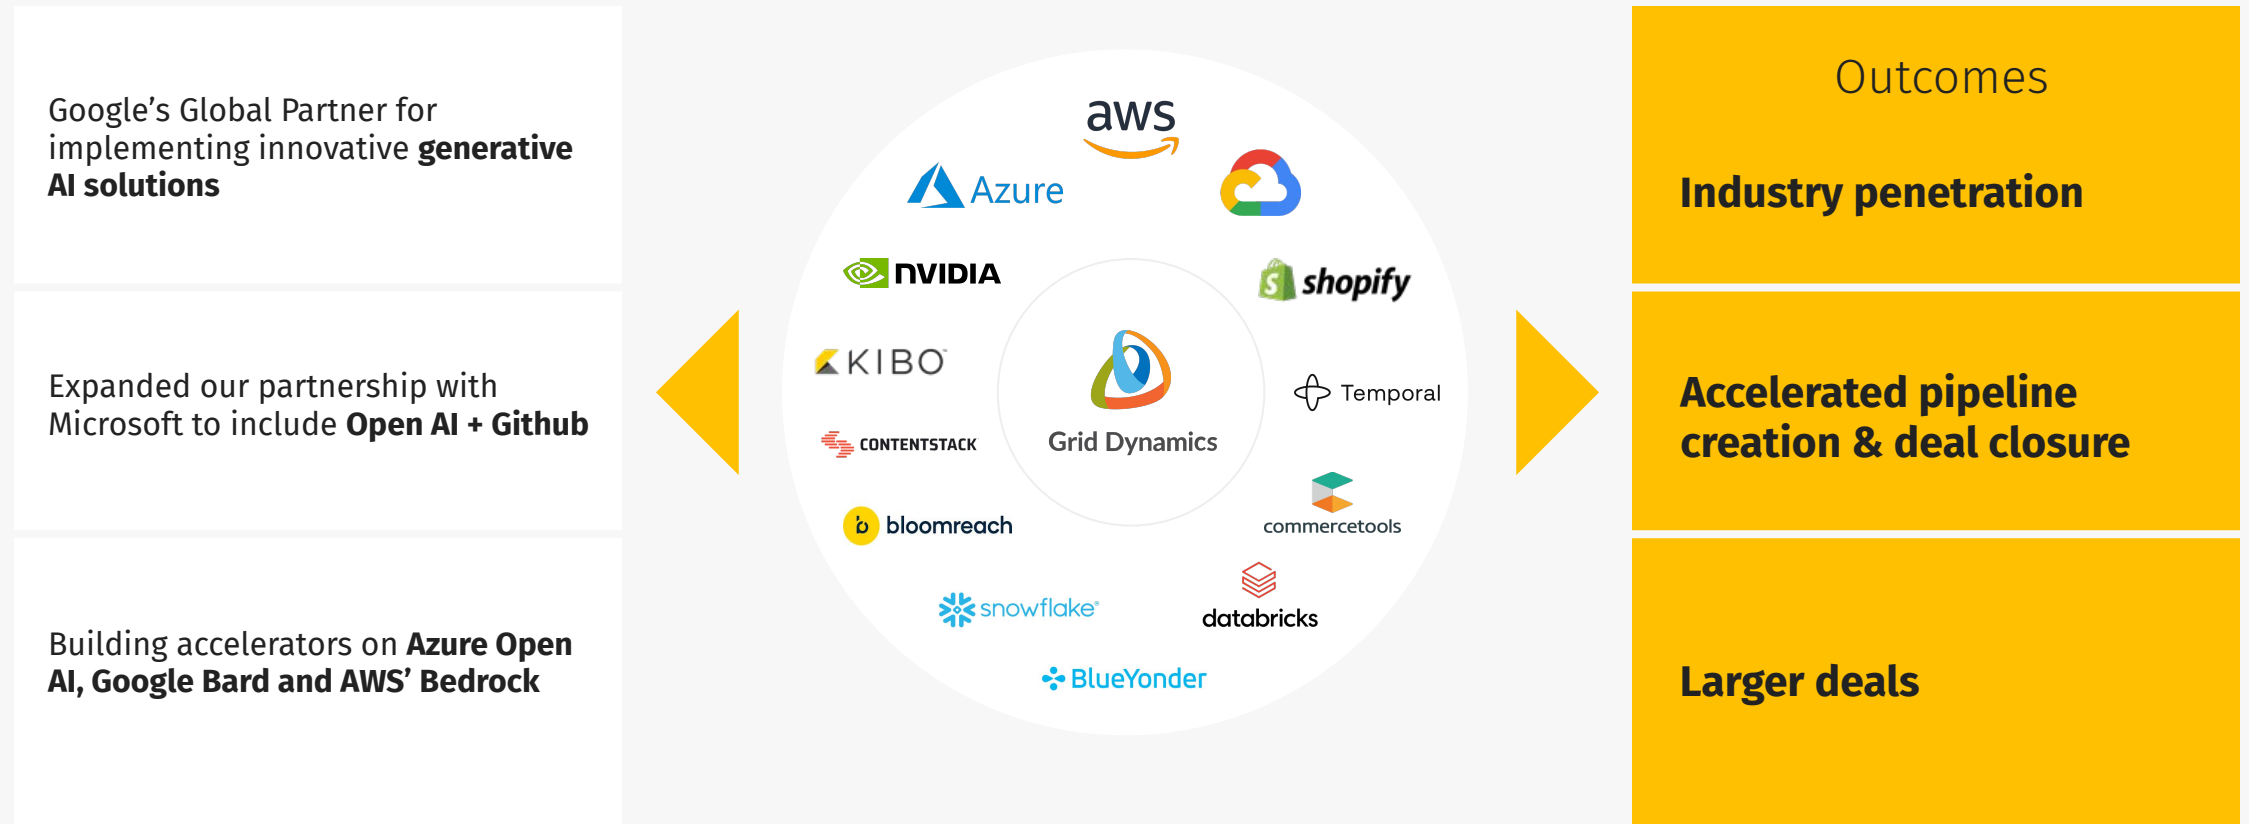 Google’s Global Partner for
implementing innovative generative
AI solutions
Expanded our partnership with
Microsoft to include Open AI + Github
Building accelerators on Azure Open
AI, Google Bard and AWS’ Bedrock
aws
Azure
NVIDIA
shopify
KIBO
Temporal
CONTENTSTACK
Grid Dynamics
bloomreach
commercetools
snowflake®
databricks
BlueYonder
Outcomes
Industry penetration
Accelerated pipeline
creation & deal closure
Larger deals